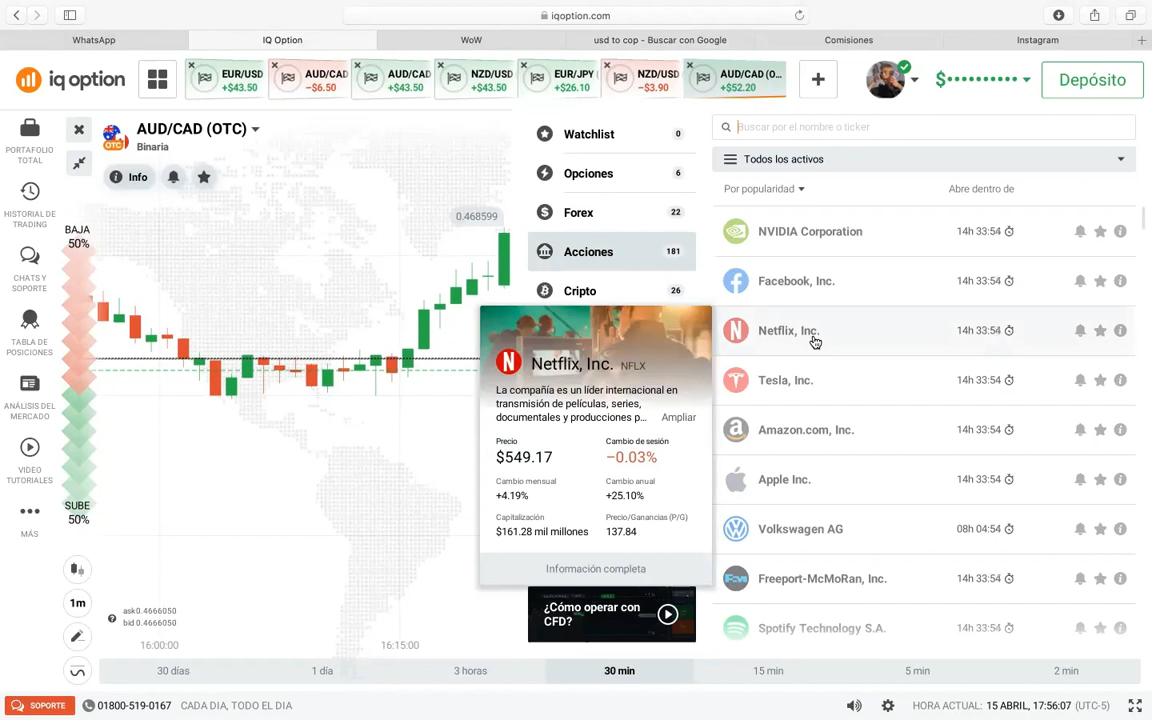 iqoption.com
WhatsApp
IQ Option
WoW
usd to cop - Buscar con Google
Comisiones
Instagram
iq option
EUR/USD
+$43.50
AUD/CAD
-$6.50
AUD/CAD
+$43.50
NZD/USD
+$43.50
EUR/JPY (
+$26.10
NZD/USD
-$3.90
AUD/CAD (O...
+$52.20
$••••••••••
Depósito
PORTAFOLIO
TOTAL
HISTORIAL DE
TRADING
CHATS Y
SOPORTE
TABLA DE
POSICIONES
ANÁLISIS DEL
MERCADO
VIDEO
TUTORIALES
MÁS
OTC
AUD/CAD (OTC)
Binaria
Info
BAJA
50%
SUBE
50%
0.468599
1m
ask0.4666050
bid 0.4666050
16:00:00
16:15:00
Watchlist 0
Opciones 6
Forex 22
Acciones 181
Cripto 26
Netflix, Inc. NFLX
La compañía es un líder internacional en
transmisión de películas, series,
documentales y producciones p... Ampliar
Precio
$549.17
Cambio de sesión
−0.03%
Cambio mensual
+4.19%
Cambio anual
+25.10%
Capitalización
$161.28 mil millones
Precio/Ganancias (P/G)
137.84
Información completa
¿Cómo operar con
CFD?
Buscar por el nombre o ticker
Todos los activos
Por popularidad
Abre dentro de
NVIDIA Corporation 14h 33:54
Facebook, Inc. 14h 33:54
Netflix, Inc. 14h 33:54
Tesla, Inc. 14h 33:54
Amazon.com, Inc. 14h 33:54
Apple Inc. 14h 33:54
Volkswagen AG 08h 04:54
Freeport-McMoRan, Inc. 14h 33:54
Spotify Technology S.A. 14h 33:54
30 días
1 día
3 horas
30 min
15 min
5 min
2 min
SOPORTE
01800-519-0167
CADA DIA, TODO EL DIA
HORA ACTUAL: 15 ABRIL, 17:56:07 (UTC-5)